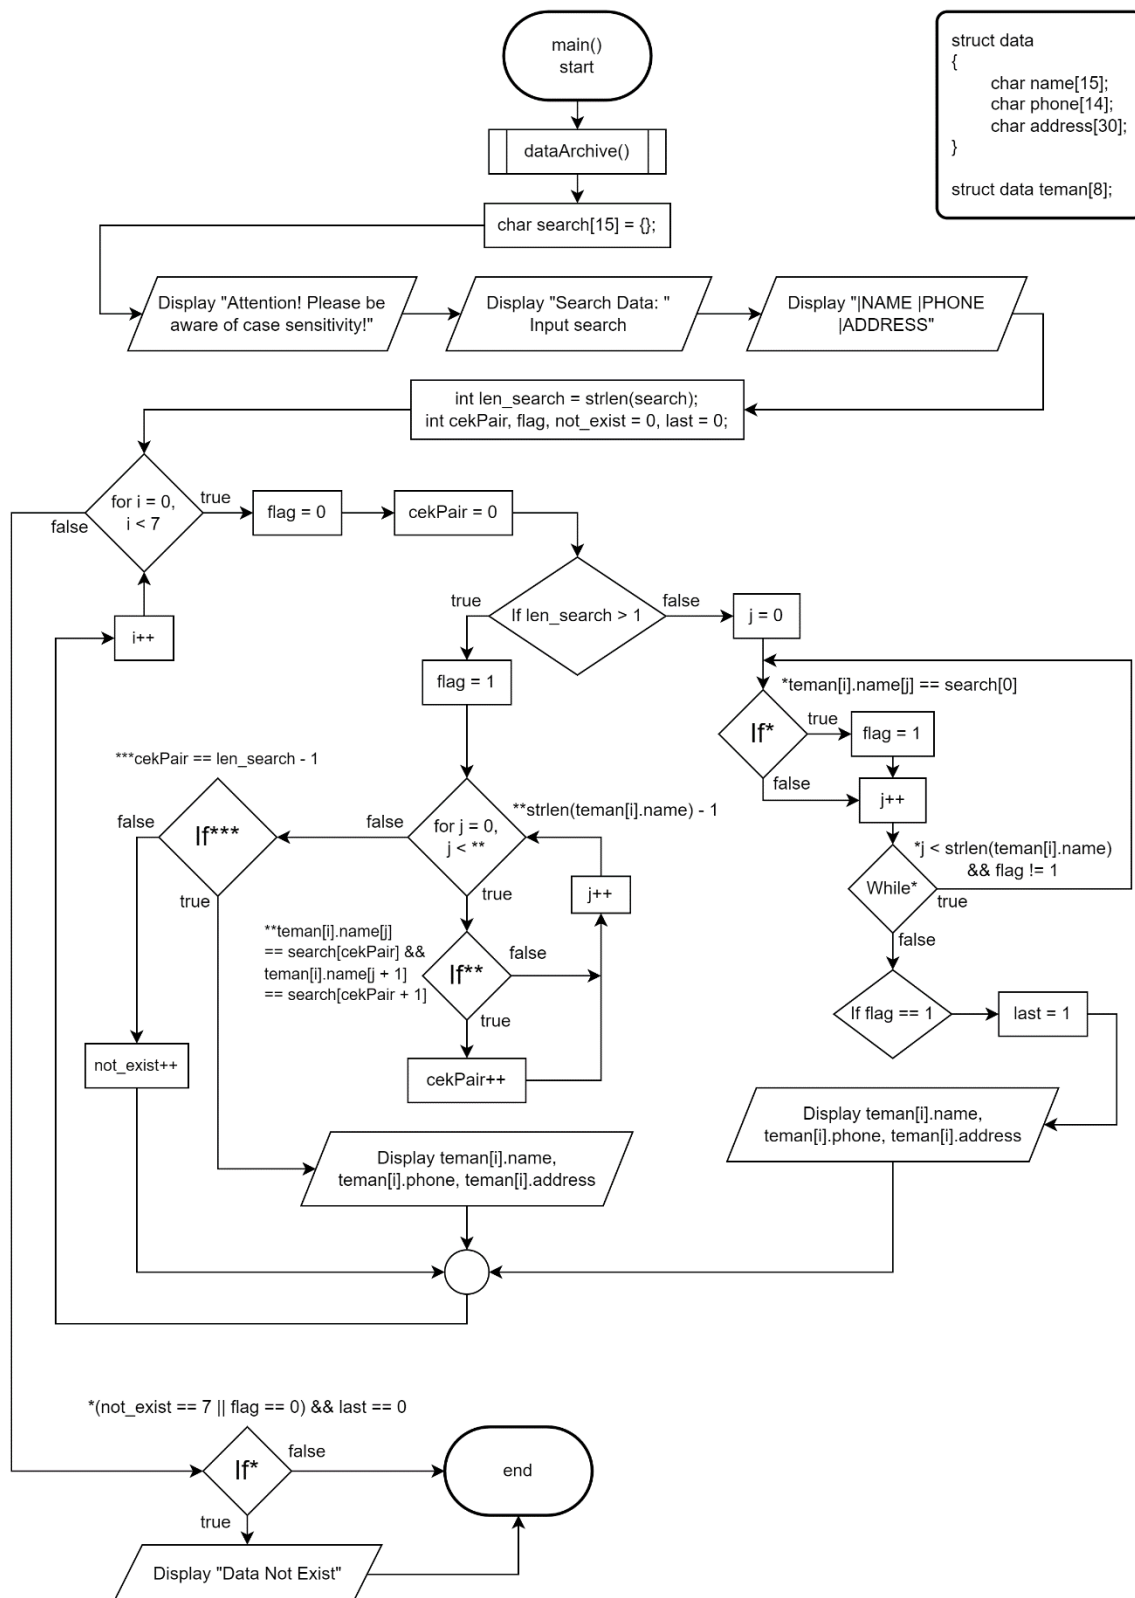 main()
start
struct data
{
char name[15];
char phone[14];
char address[30];
}
struct data teman[8];
dataArchive()
char search[15] = {};
Display "Attention! Please be
aware of case sensitivity!"
Display "Search Data: "
Input search
Display "|NAME |PHONE
|ADDRESS"
int len_search = strlen(search);
int cekPair, flag, not_exist = 0, last = 0;
for i = 0,
i < 7
true
false
flag = 0
cekPair = 0
If len_search > 1
true
false
j = 0
i++
flag = 1
*teman[i].name[j] == search[0]
If*
true
flag = 1
false
j++
***cekPair == len_search - 1
If***
false
true
for j = 0,
j < **
false
true
**strlen(teman[i].name) - 1
j++
*j < strlen(teman[i].name)
&& flag != 1
While*
true
false
**teman[i].name[j]
== search[cekPair] &&
teman[i].name[j + 1]
== search[cekPair + 1]
If**
false
true
If flag == 1
last = 1
not_exist++
cekPair++
Display teman[i].name,
teman[i].phone, teman[i].address
Display teman[i].name,
teman[i].phone, teman[i].address
*(not_exist == 7 || flag == 0) && last == 0
If*
false
true
end
Display "Data Not Exist"